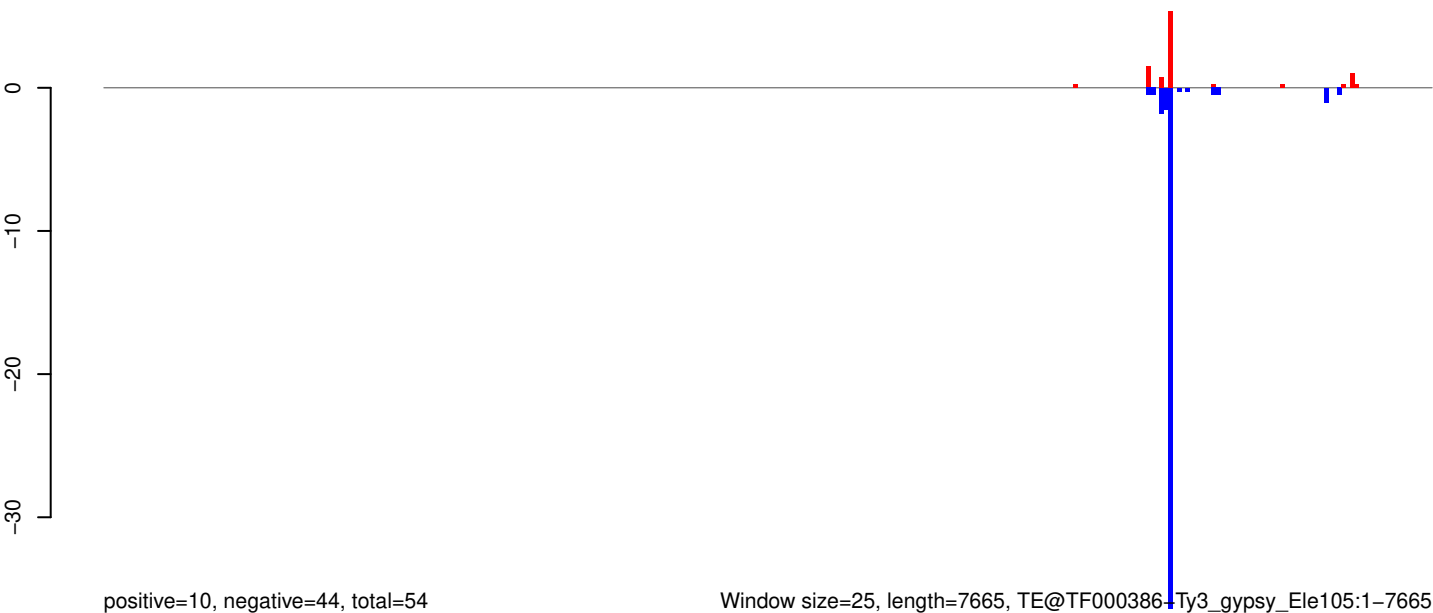 0
−10
−20
−30
positive=10, negative=44, total=54
Window size=25, length=7665, TE@TF000386−Ty3_gypsy_Ele105:1−7665